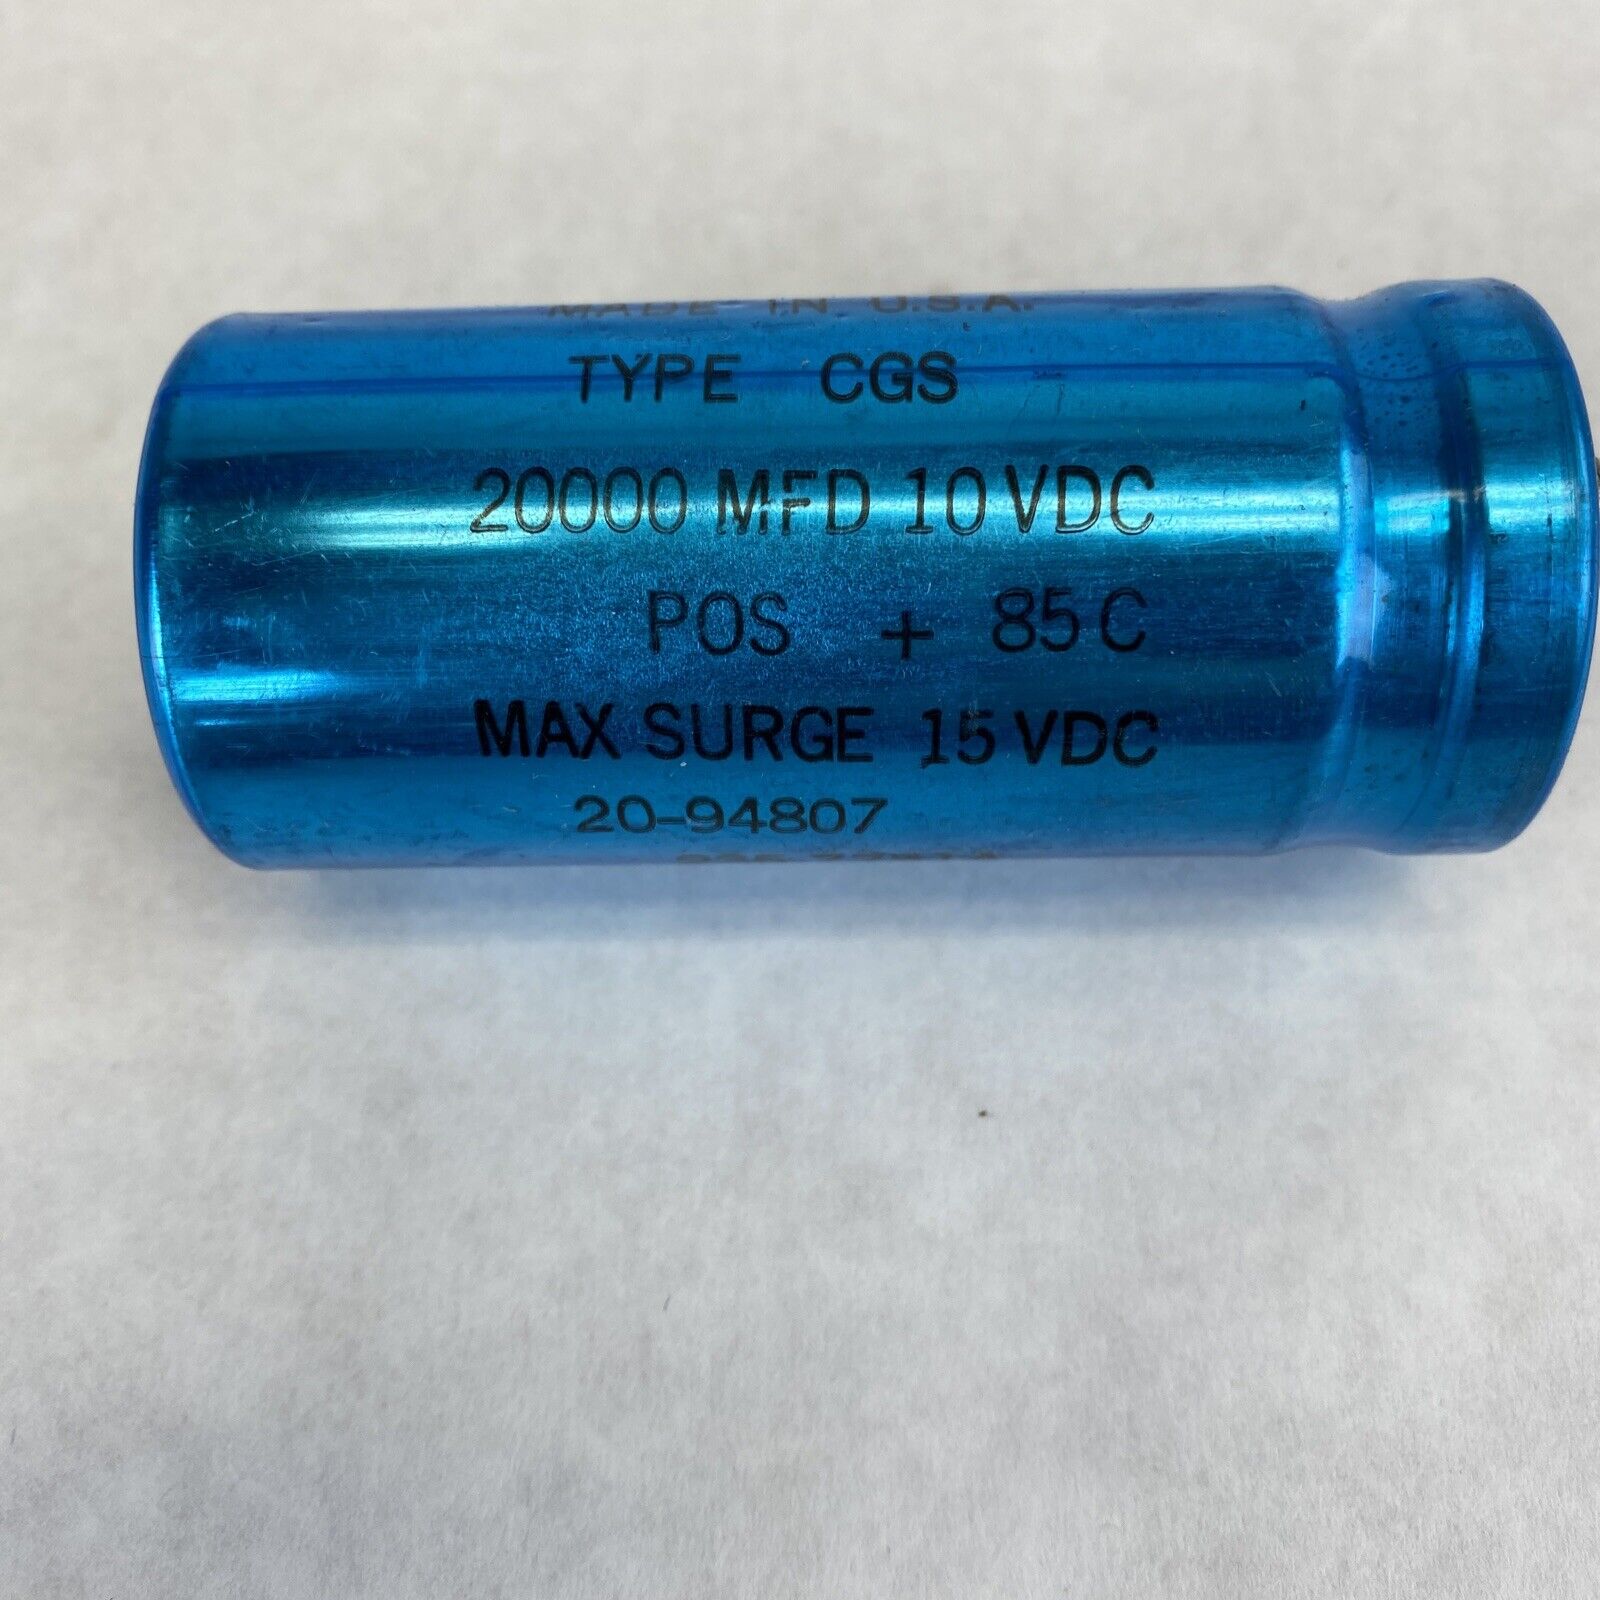 MADE IN U.S.A.
TYPE CGS
20000 MFD 10 VDC
POS + 85 C
MAX SURGE 15 VDC
20-94807